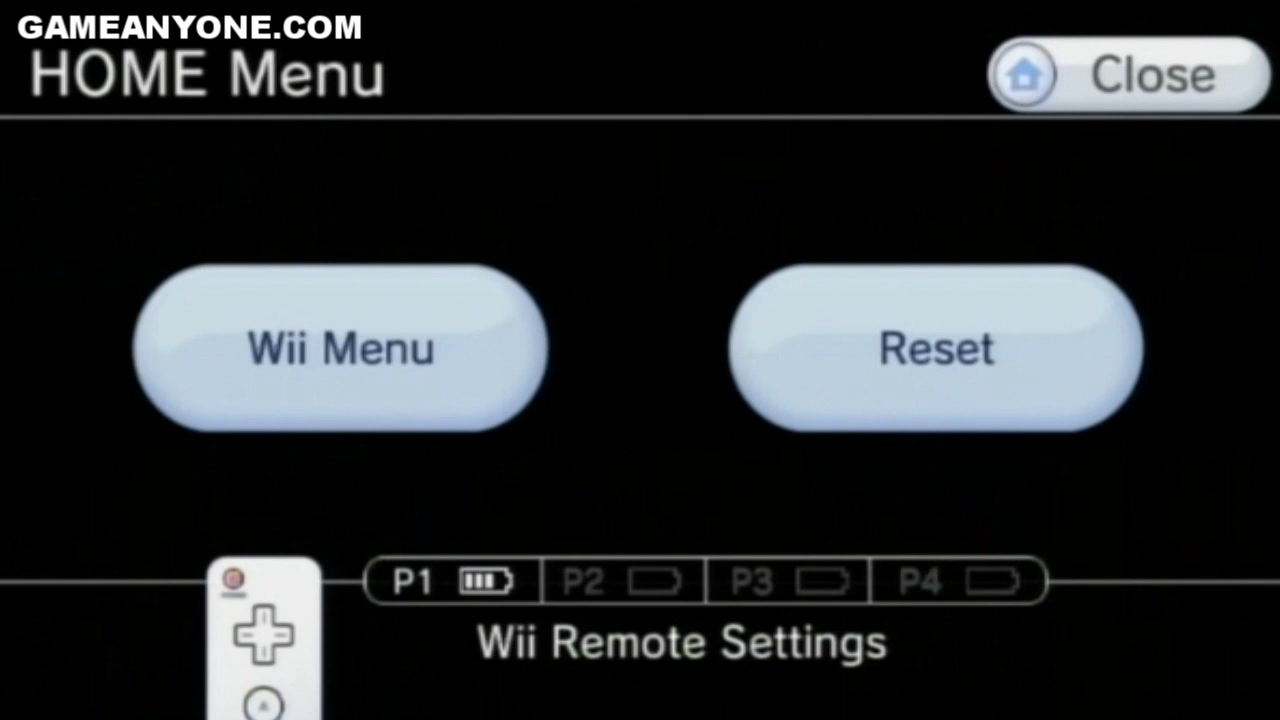 GAMEANYONE.COM
HOME Menu
Close
Wii Menu
Reset
P1 P2 P3 P4
Wii Remote Settings